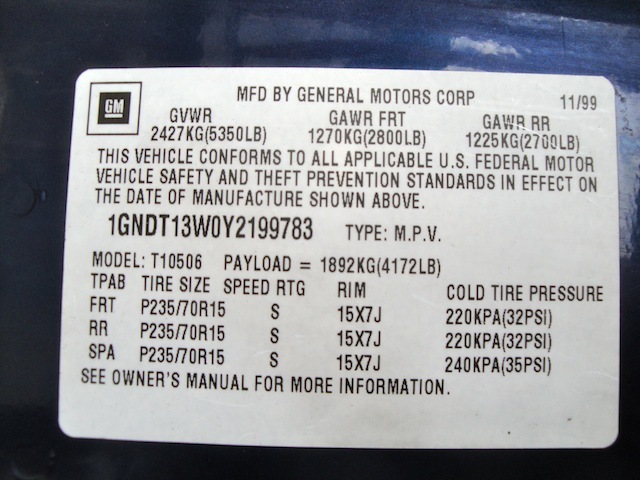 GM
MFD BY GENERAL MOTORS CORP 11/99
GVWR GAWR FRT GAWR RR
2427KG(5350LB) 1270KG(2800LB) 1225KG(2700LB)
THIS VEHICLE CONFORMS TO ALL APPLICABLE U.S. FEDERAL MOTOR
VEHICLE SAFETY AND THEFT PREVENTION STANDARDS IN EFFECT ON
THE DATE OF MANUFACTURE SHOWN ABOVE.
1GNDT13W0Y2199783 TYPE: M.P.V.
MODEL: T10506 PAYLOAD = 1892KG(4172LB)
TPAB TIRE SIZE SPEED RTG RIM COLD TIRE PRESSURE
FRT P235/70R15 S 15X7J 220KPA(32PSI)
RR P235/70R15 S 15X7J 220KPA(32PSI)
SPA P235/70R15 S 15X7J 240KPA(35PSI)
SEE OWNER'S MANUAL FOR MORE INFORMATION.